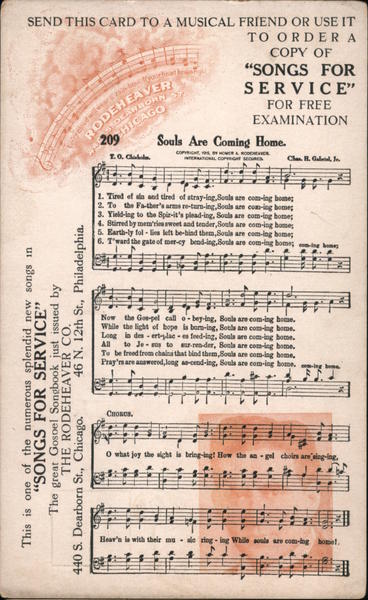 SEND THIS CARD TO A MUSICAL FRIEND OR USE IT
TO ORDER A
COPY OF
"SONGS FOR
SERVICE"
FOR FREE
EXAMINATION
RODEHEAVER
DEARBORN ST
CHICAGO
209 Souls Are Coming Home.
COPYRIGHT, 1915, BY HOMER A. RODEHEAVER.
INTERNATIONAL COPYRIGHT SECURED.
T. O. Chisholm. Chas. H. Gabriel, Jr.
1. Tired of sin and tired of stray-ing, Souls are com-ing home;
2. To the Fa-ther's arms re-turn-ing, Souls are com-ing home;
3. Yield-ing to the Spir-it's plead-ing, Souls are com-ing home;
4. Stirred by mem'ries sweet and tender, Souls are com-ing home;
5. Earth-ly fol-lies left be-hind them, Souls are com-ing home;
6. T'ward the gate of mer-cy bend-ing, Souls are com-ing home; com-ing home;
Now the Gos-pel call o-bey-ing, Souls are com-ing home.
While the light of hope is burn-ing, Souls are com-ing home.
Long in des-ert-plac-es feed-ing, Souls are com-ing home.
All to Je-sus to sur-ren-der, Souls are com-ing home.
To be freed from chains that bind them, Souls are com-ing home.
Pray'rs are answered, long as-cend-ing, Souls are com-ing home. com-ing home.
CHORUS.
O what joy the sight is bring-ing! How the an-gel choirs are sing-ing,
Heav'n is with their mu-sic ring-ing While souls are com-ing home!
This is one of the numerous splendid new songs in
"SONGS FOR SERVICE"
The great Gospel Songbook just issued by
THE RODEHEAVER CO.
440 S. Dearborn St., Chicago. 46 N. 12th St., Philadelphia.